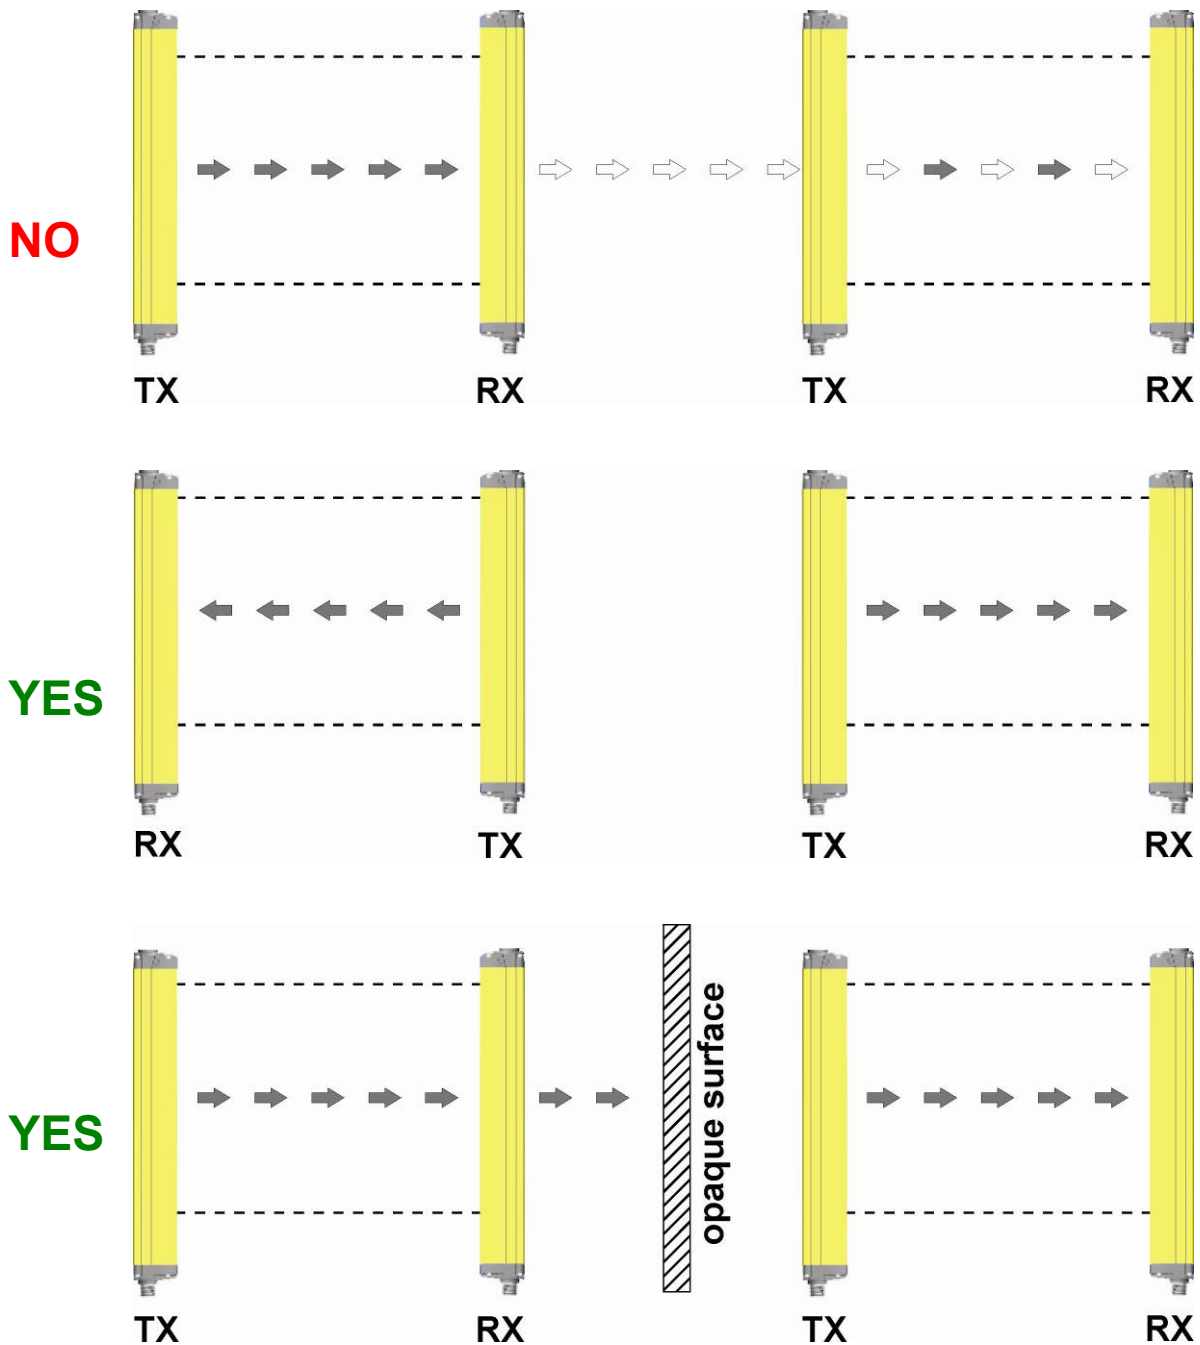 NO
TX RX TX RX
YES
RX TX TX RX
opaque surface
YES
TX RX TX RX